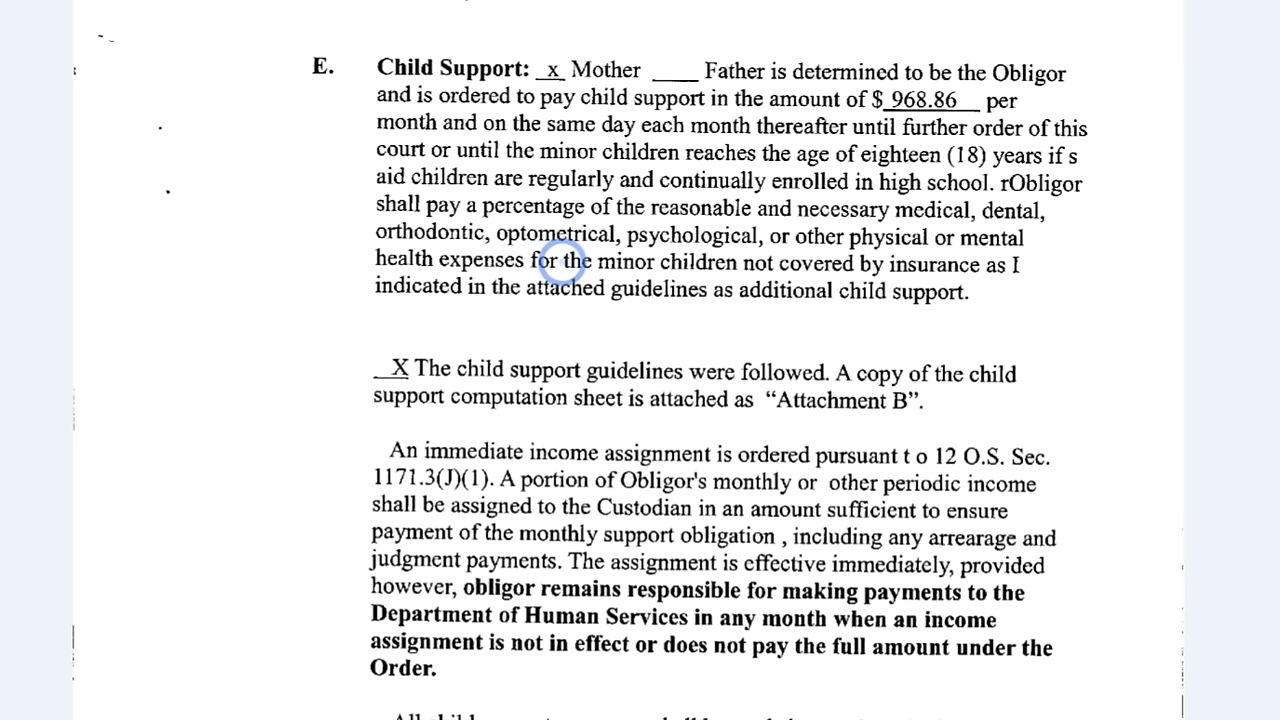 E. Child Support: x Mother ____ Father is determined to be the Obligor
and is ordered to pay child support in the amount of $ 968.86 per
month and on the same day each month thereafter until further order of this
court or until the minor children reaches the age of eighteen (18) years if s
aid children are regularly and continually enrolled in high school. rObligor
shall pay a percentage of the reasonable and necessary medical, dental,
orthodontic, optometrical, psychological, or other physical or mental
health expenses for the minor children not covered by insurance as I
indicated in the attached guidelines as additional child support.
X The child support guidelines were followed. A copy of the child
support computation sheet is attached as “Attachment B”.
An immediate income assignment is ordered pursuant t o 12 O.S. Sec.
1171.3(J)(1). A portion of Obligor's monthly or other periodic income
shall be assigned to the Custodian in an amount sufficient to ensure
payment of the monthly support obligation , including any arrearage and
judgment payments. The assignment is effective immediately, provided
however, obligor remains responsible for making payments to the
Department of Human Services in any month when an income
assignment is not in effect or does not pay the full amount under the
Order.